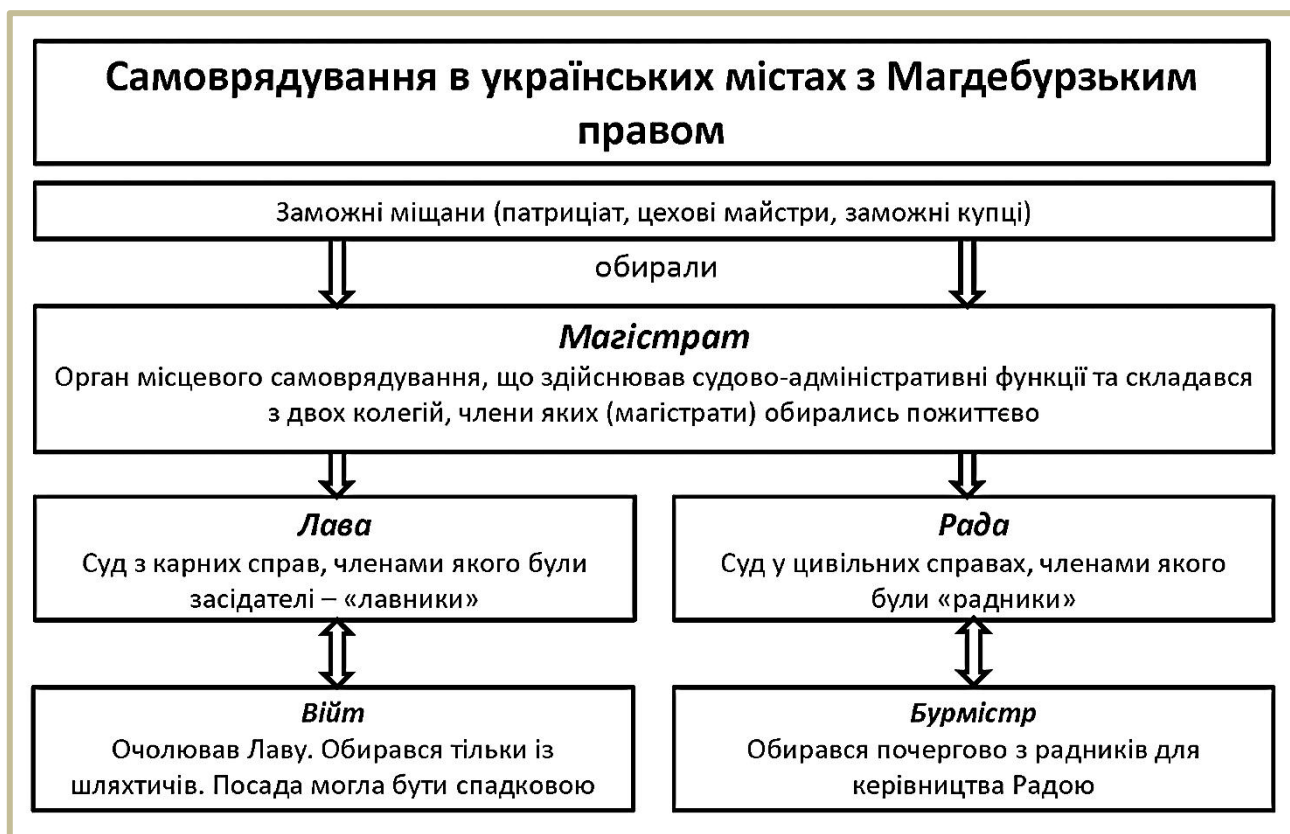 Самоврядування в українських містах з Магдебурзьким
правом
Заможні міщани (патриціат, цехові майстри, заможні купці)
обирали
Магістрат
Орган місцевого самоврядування, що здійснював судово-адміністративні функції та складався
з двох колегій, члени яких (магістрати) обирались пожиттєво
Лава
Суд з карних справ, членами якого були
засідателі – «лавники»
Рада
Суд у цивільних справах, членами якого
були «радники»
Війт
Очолював Лаву. Обирався тільки із
шляхтичів. Посада могла бути спадковою
Бурмістр
Обирався почергово з радників для
керівництва Радою